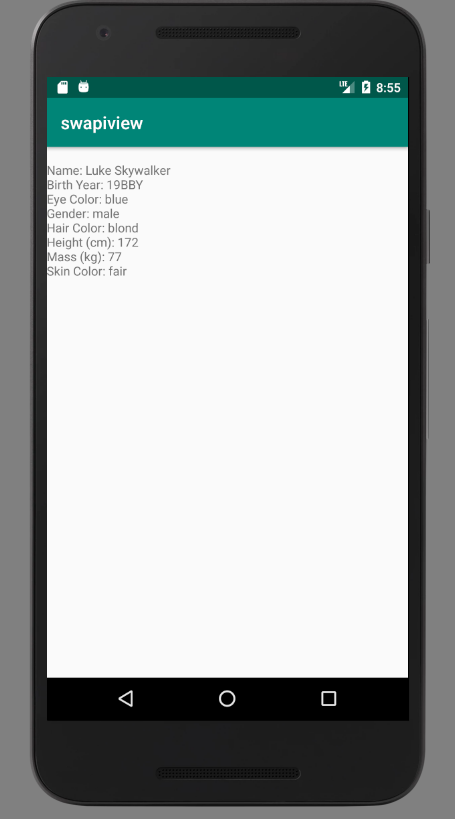 LTE 8:55
swapiview
Name: Luke Skywalker
Birth Year: 19BBY
Eye Color: blue
Gender: male
Hair Color: blond
Height (cm): 172
Mass (kg): 77
Skin Color: fair